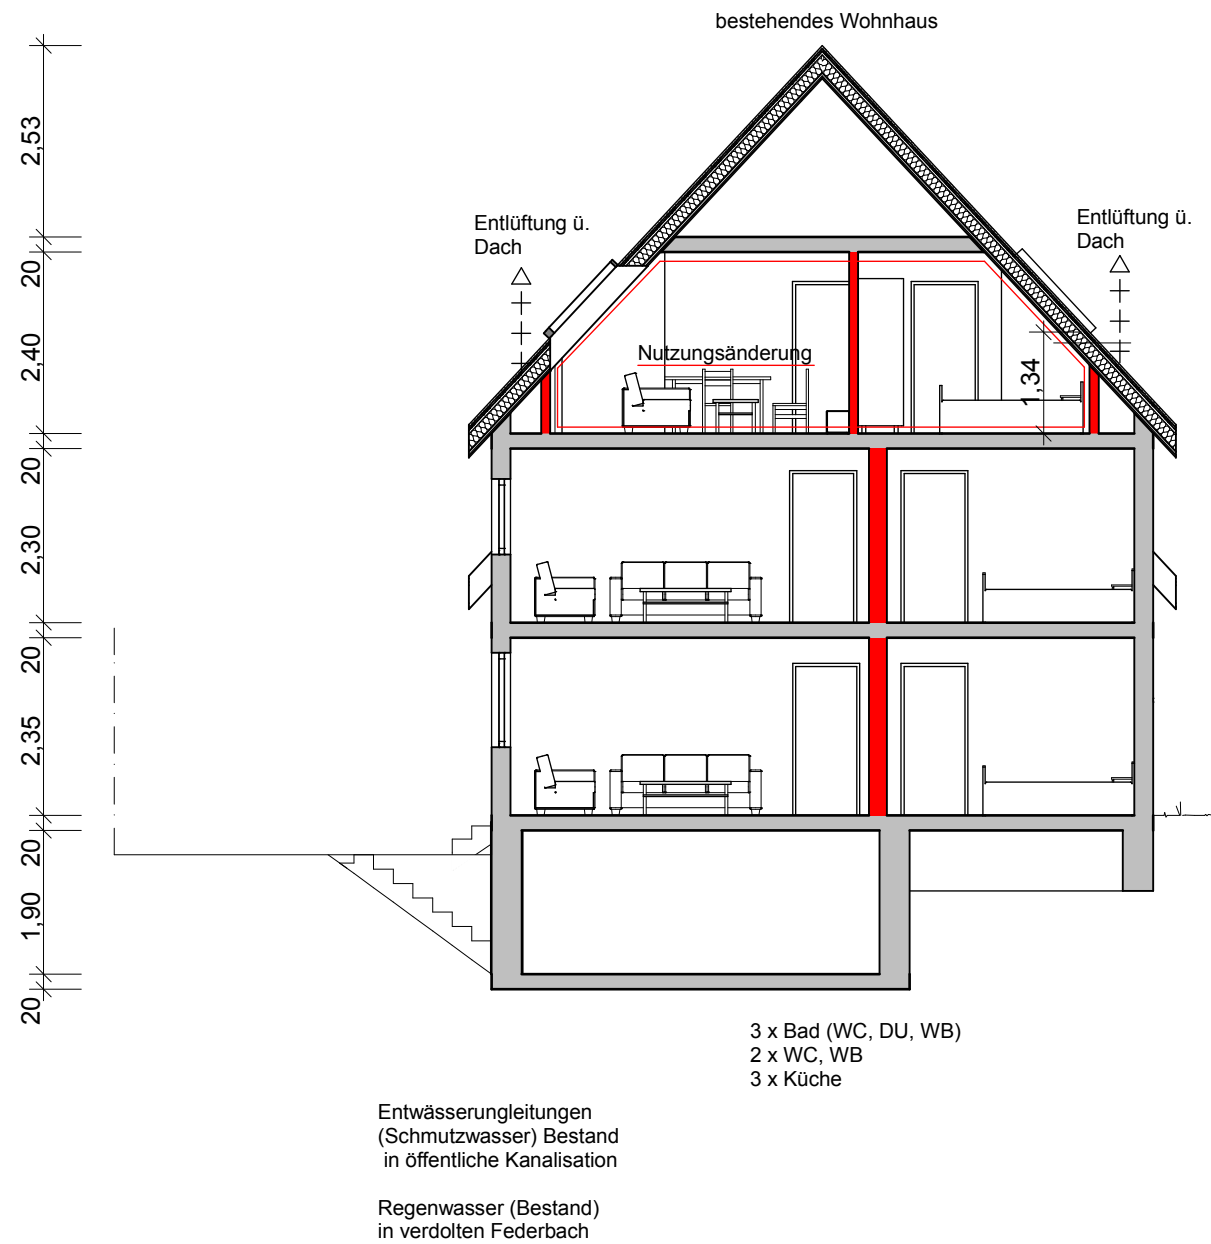 bestehendes Wohnhaus
2,53
20
2,40
20
2,30
20
2,35
20
1,90
20
Entlüftung ü.
Dach
Entlüftung ü.
Dach
Nutzungsänderung
1,34
3 x Bad (WC, DU, WB)
2 x WC, WB
3 x Küche
Entwässerungleitungen
(Schmutzwasser) Bestand
in öffentliche Kanalisation
Regenwasser (Bestand)
in verdolten Federbach